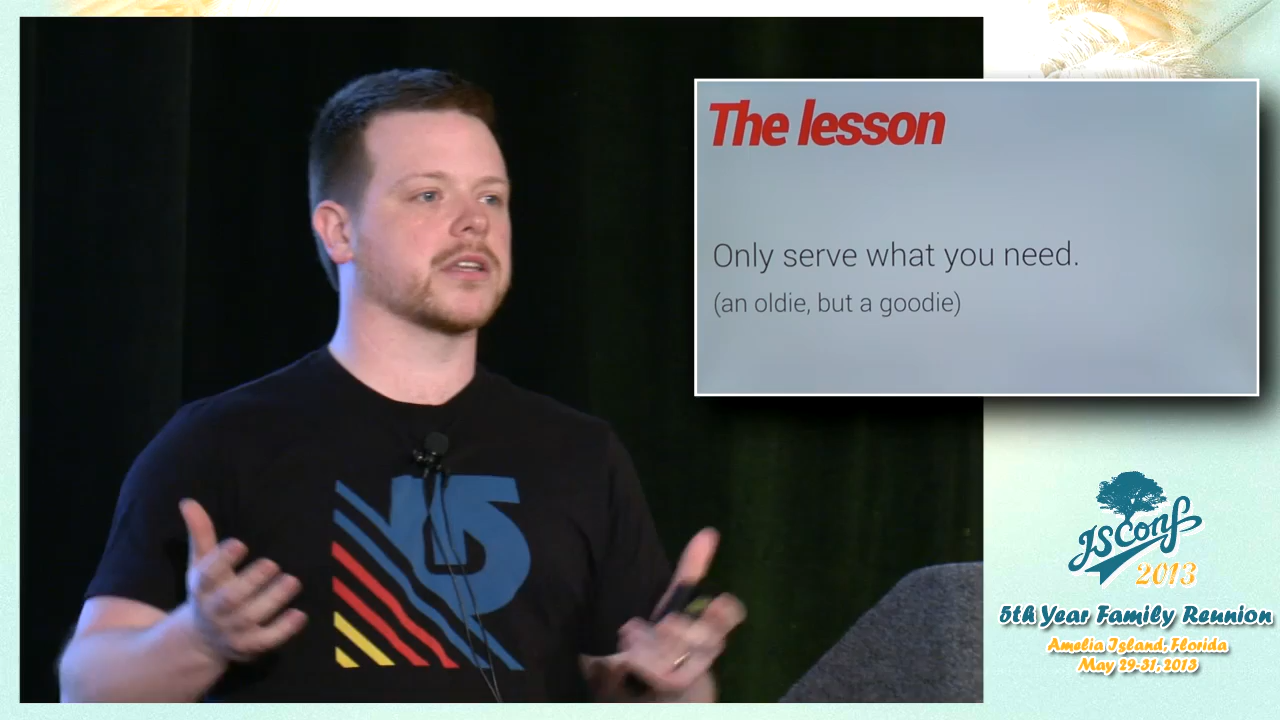 The lesson
Only serve what you need.
(an oldie, but a goodie)
15
JSConf
2013
5th Year Family Reunion
Amelia Island, Florida
May 29-31, 2013